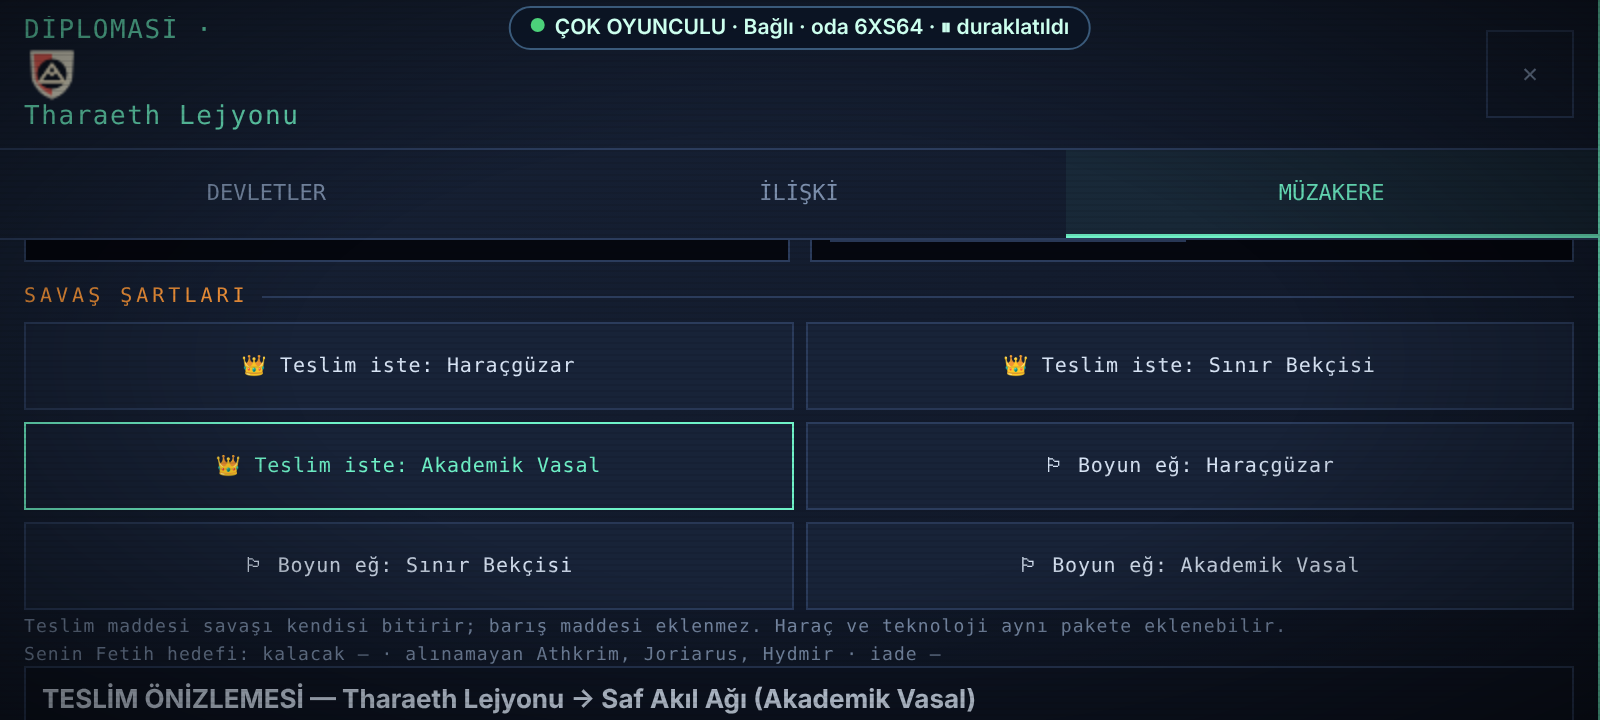 DİPLOMASİ ·
ÇOK OYUNCULU · Bağlı · oda 6XS64 · ⏸ duraklatıldı
×
Tharaeth Lejyonu
DEVLETLER
İLİŞKİ
MÜZAKERE
SAVAŞ ŞARTLARI
👑 Teslim iste: Haraçgüzar
👑 Teslim iste: Sınır Bekçisi
👑 Teslim iste: Akademik Vasal
🏳 Boyun eğ: Haraçgüzar
🏳 Boyun eğ: Sınır Bekçisi
🏳 Boyun eğ: Akademik Vasal
Teslim maddesi savaşı kendisi bitirir; barış maddesi eklenmez. Haraç ve teknoloji aynı pakete eklenebilir.
Senin Fetih hedefi: kalacak — · alınamayan Athkrim, Joriarus, Hydmir · iade —
TESLİM ÖNİZLEMESİ — Tharaeth Lejyonu → Saf Akıl Ağı (Akademik Vasal)